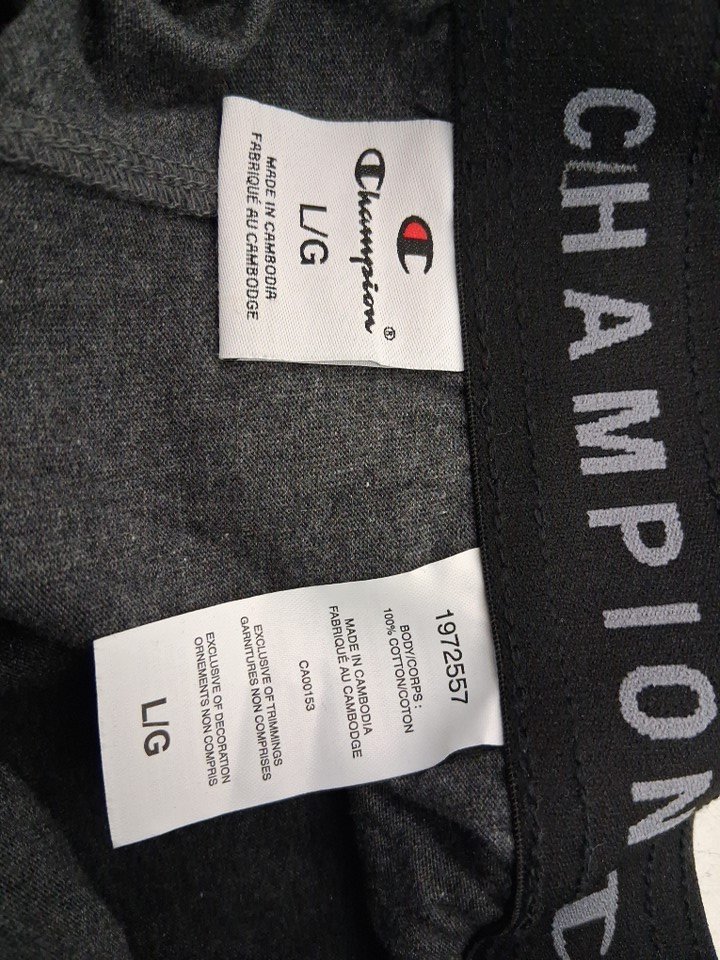 CHAMPION
C
Champion®
L/G
MADE IN CAMBODIA
FABRIQUÉ AU CAMBODGE
1972557
BODY/CORPS :
100% COTTON/COTON
MADE IN CAMBODIA
FABRIQUÉ AU CAMBODGE
CA00153
EXCLUSIVE OF TRIMMINGS
GARNITURES NON COMPRISES
EXCLUSIVE OF DECORATION
ORNEMENTS NON COMPRIS
L/G